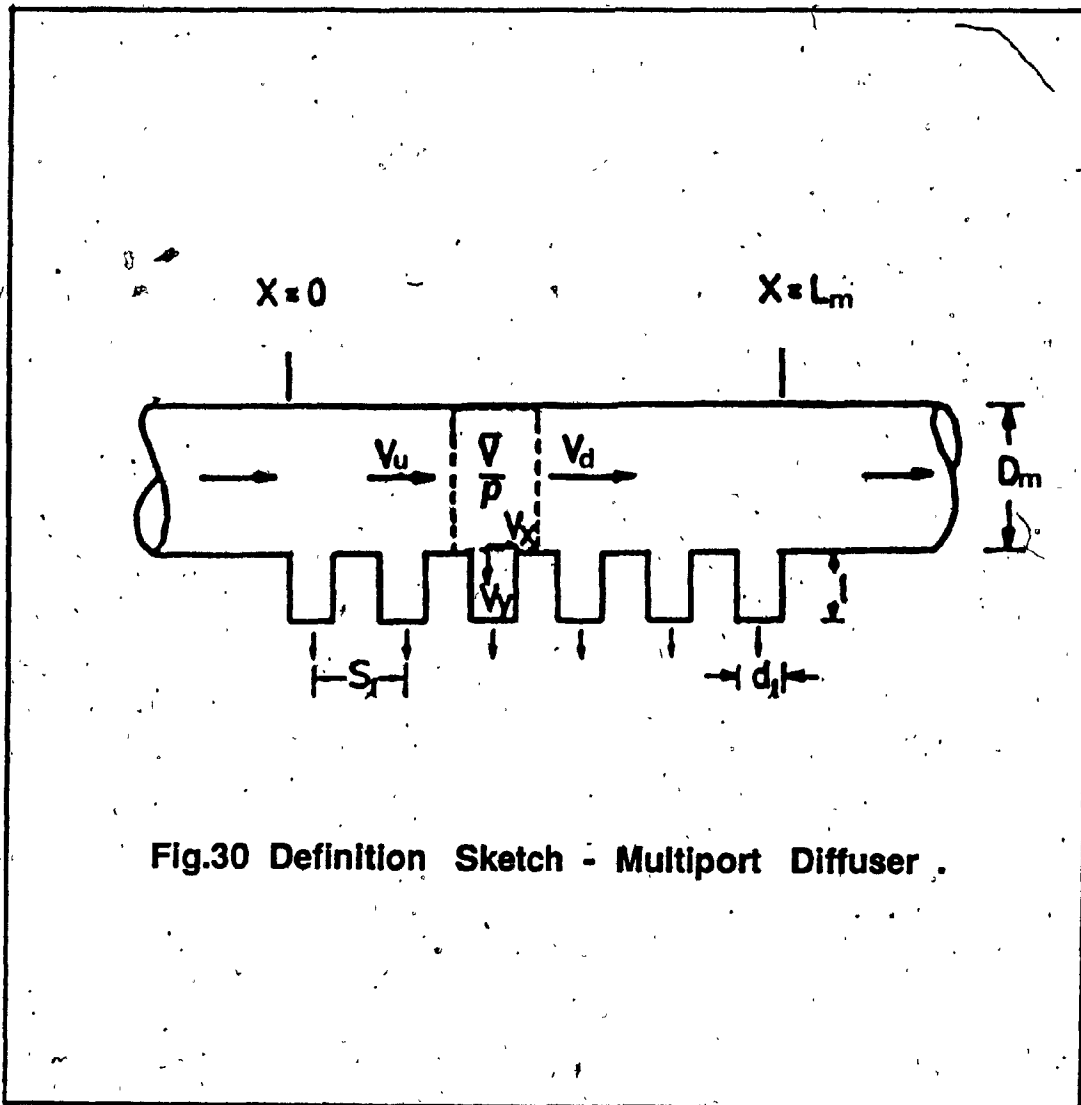 X = 0
X = Lm
Vu
V̄
p̄
Vd
Dm
Vx
Vy
l
Sl
dl
Fig.30 Definition Sketch - Multiport Diffuser .